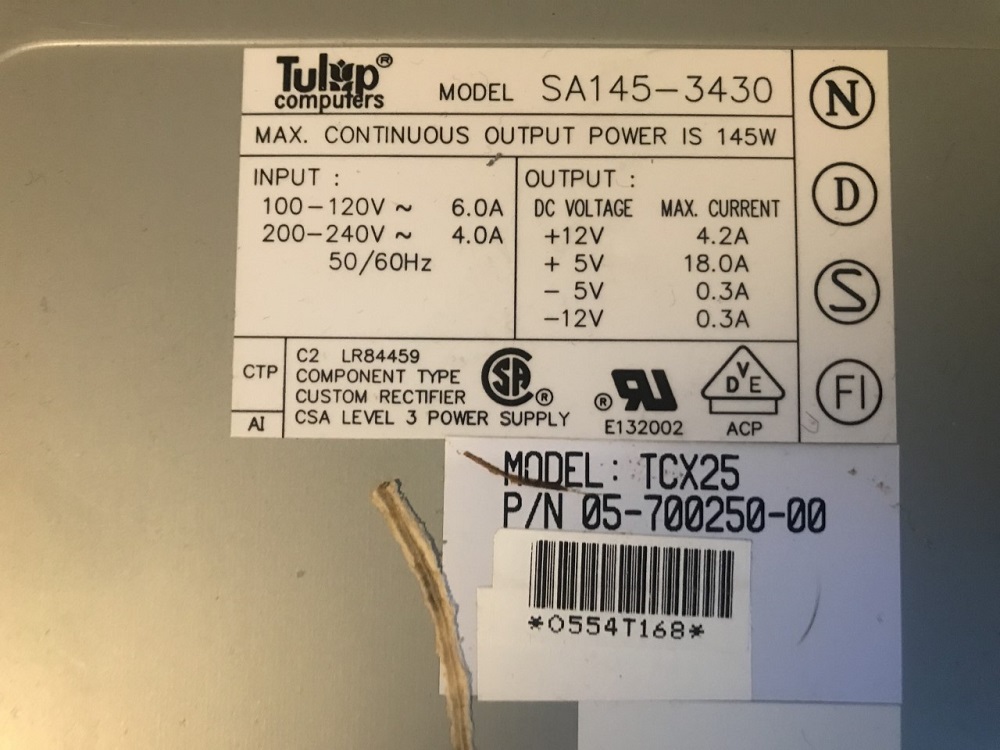 Tulip®
computers
MODEL SA145-3430
MAX. CONTINUOUS OUTPUT POWER IS 145W
INPUT :
100-120V ~ 6.0A
200-240V ~ 4.0A
50/60Hz
OUTPUT :
DC VOLTAGE MAX. CURRENT
+12V 4.2A
+ 5V 18.0A
- 5V 0.3A
-12V 0.3A
N
D
S
FI
CTP
AI
C2 LR84459
COMPONENT TYPE
CUSTOM RECTIFIER
CSA LEVEL 3 POWER SUPPLY
SA®
®RU
E132002
DVE
ACP
MODEL: TCX25
P/N 05-700250-00
*0554T168*